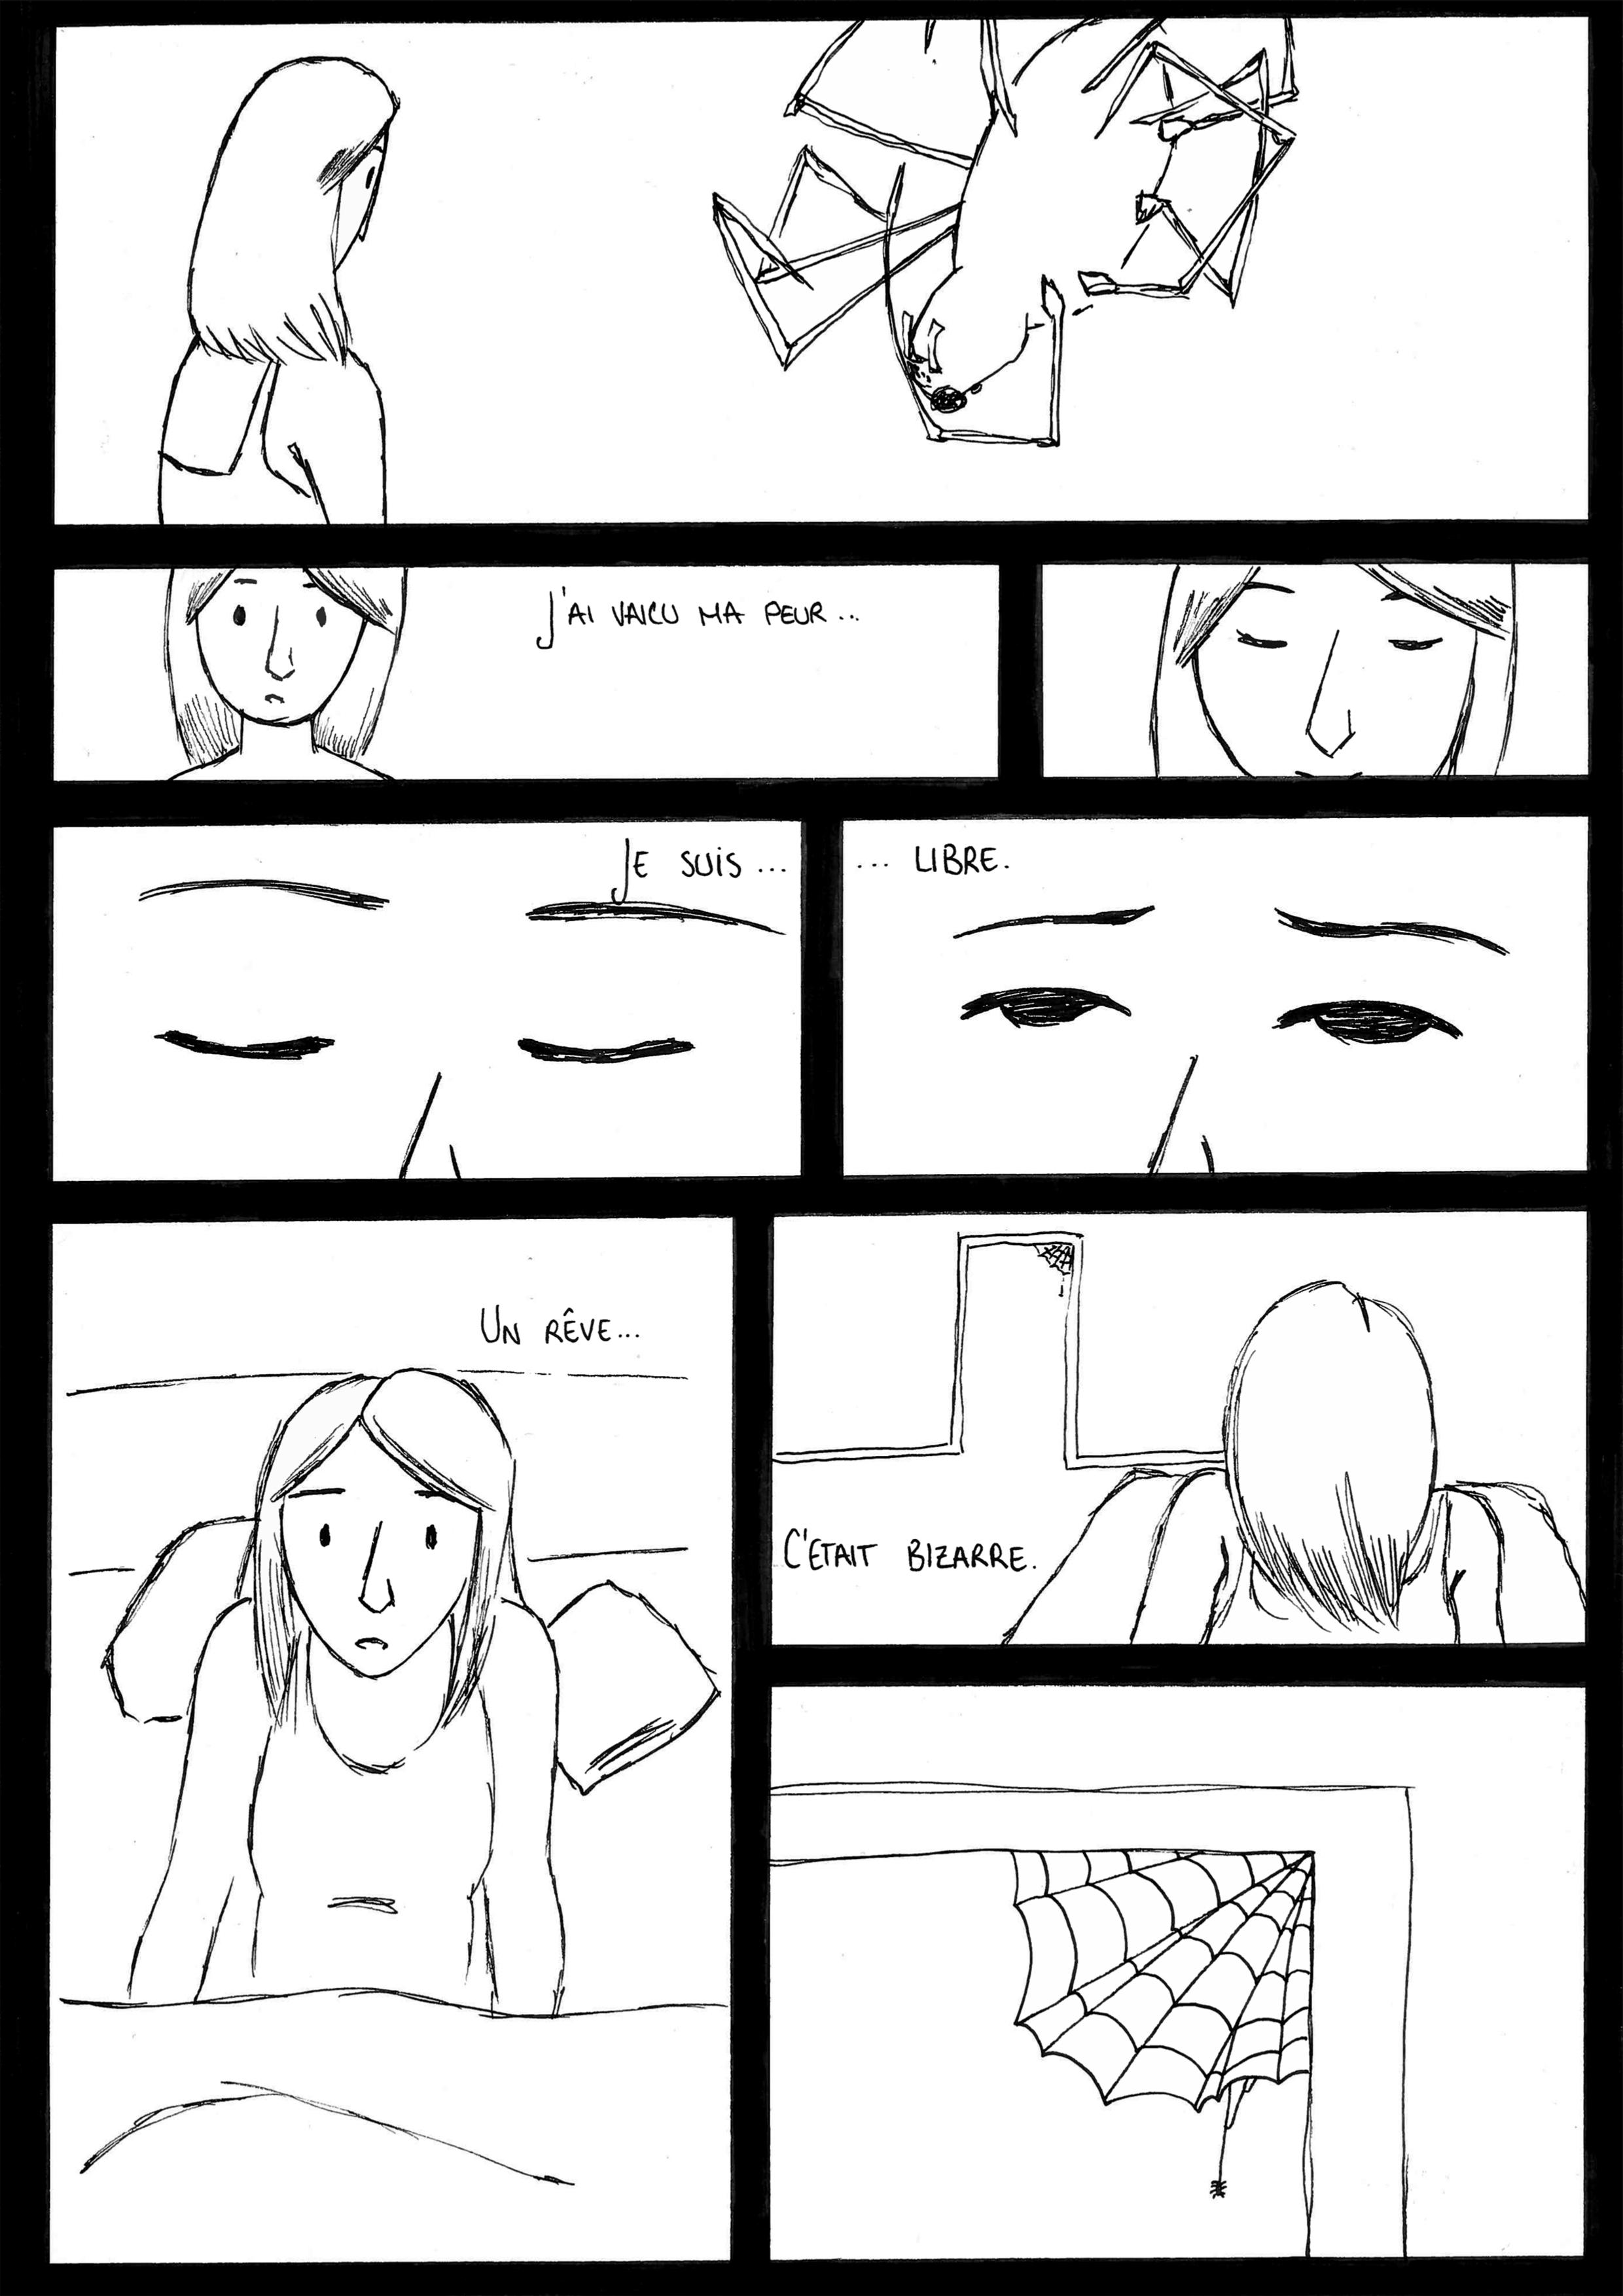 J'AI VAICU MA PEUR...
JE SUIS...
... LIBRE.
UN RÊVE...
C'ETAIT BIZARRE.